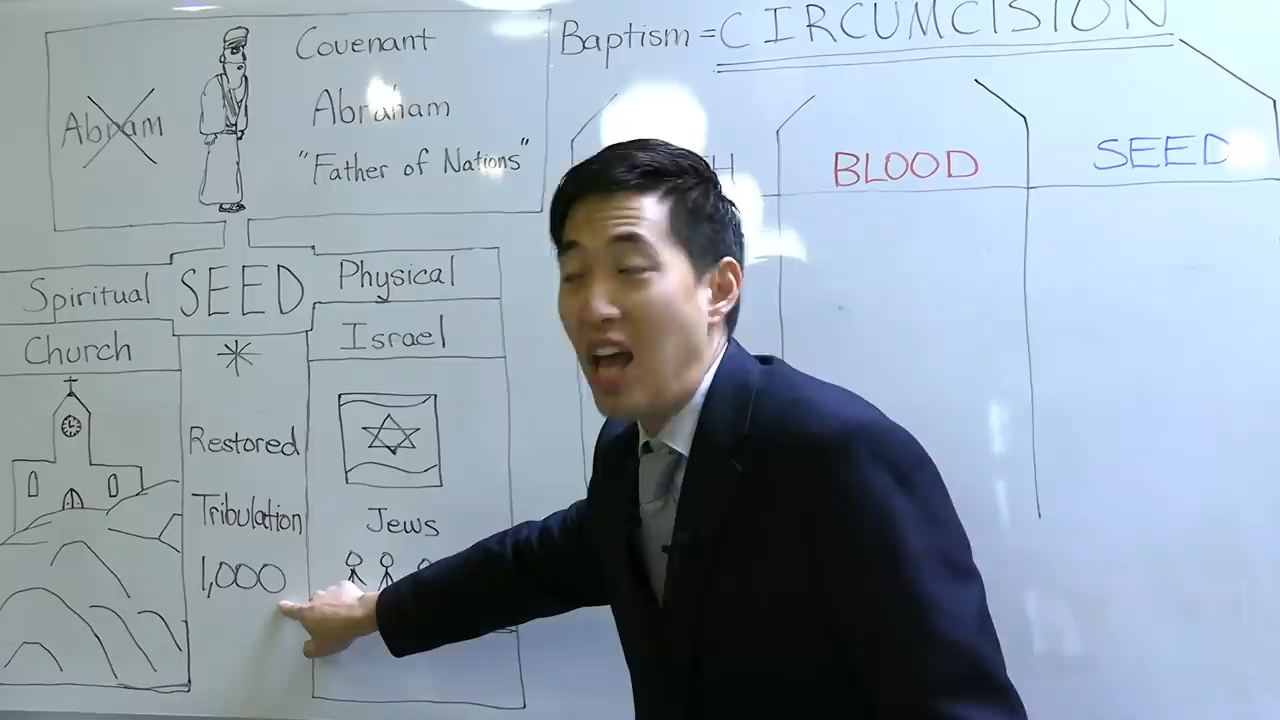 Covenant
Abram
Abraham
"Father of Nations"
Baptism = CIRCUMCISION
BLOOD
SEED
Spiritual
SEED
Physical
Church
Israel
Restored
Tribulation
Jews
1,000